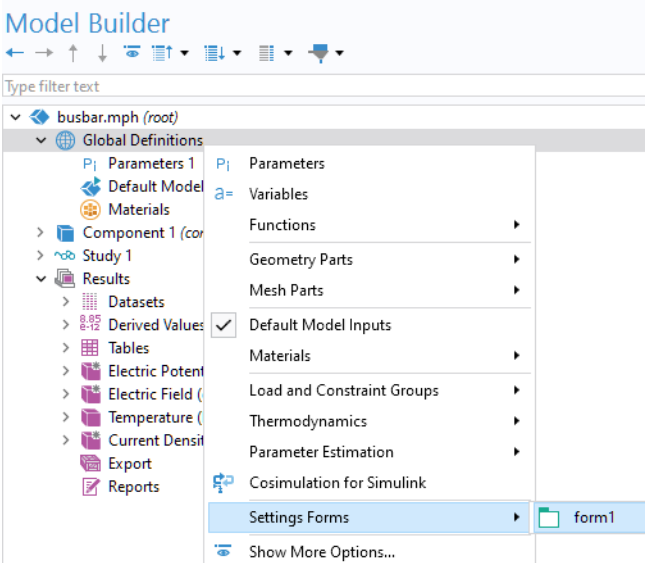 Model Builder
Type filter text
busbar.mph (root)
Global Definitions
Pi Parameters 1
Default Model
Materials
Component 1 (cor
Study 1
Results
Datasets
8.85
e-12 Derived Values
Tables
Electric Potent
Electric Field (
Temperature (
Current Densit
Export
Reports
Pi Parameters
a= Variables
Functions
Geometry Parts
Mesh Parts
Default Model Inputs
Materials
Load and Constraint Groups
Thermodynamics
Parameter Estimation
Cosimulation for Simulink
Settings Forms
form1
Show More Options...